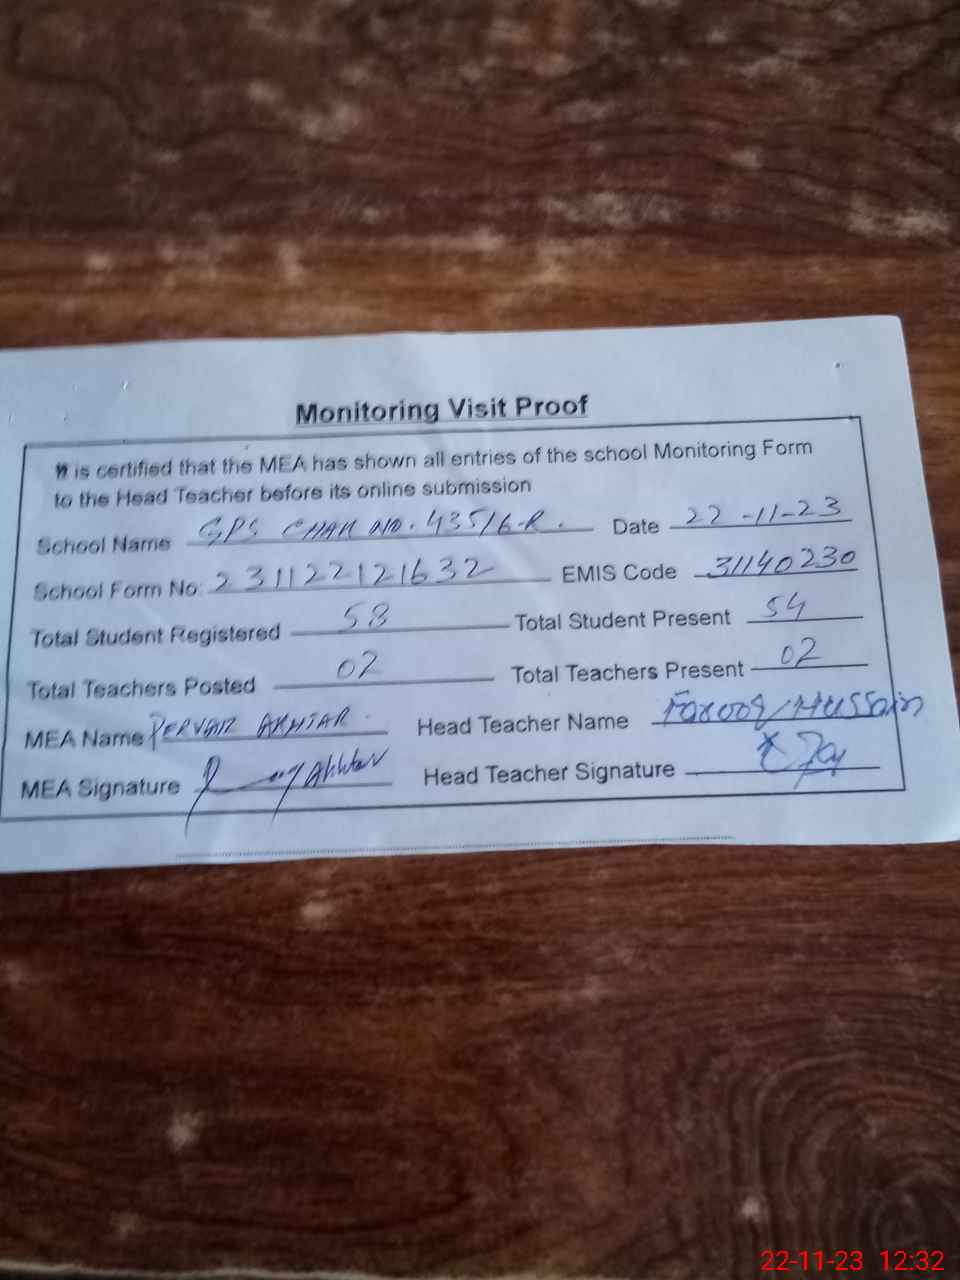 Monitoring Visit Proof
It is certified that the MEA has shown all entries of the school Monitoring Form
to the Head Teacher before its online submission
School Name GPS CHAK NO. 435/6-R. Date 22-11-23
School Form No: 231122121632 EMIS Code 31140230
Total Student Registered 58 Total Student Present 54
Total Teachers Posted 02 Total Teachers Present 02
MEA Name PERVAIZ AKHTAR. Head Teacher Name Farooq Hussain
MEA Signature Akhtar Head Teacher Signature
22-11-23 12:32